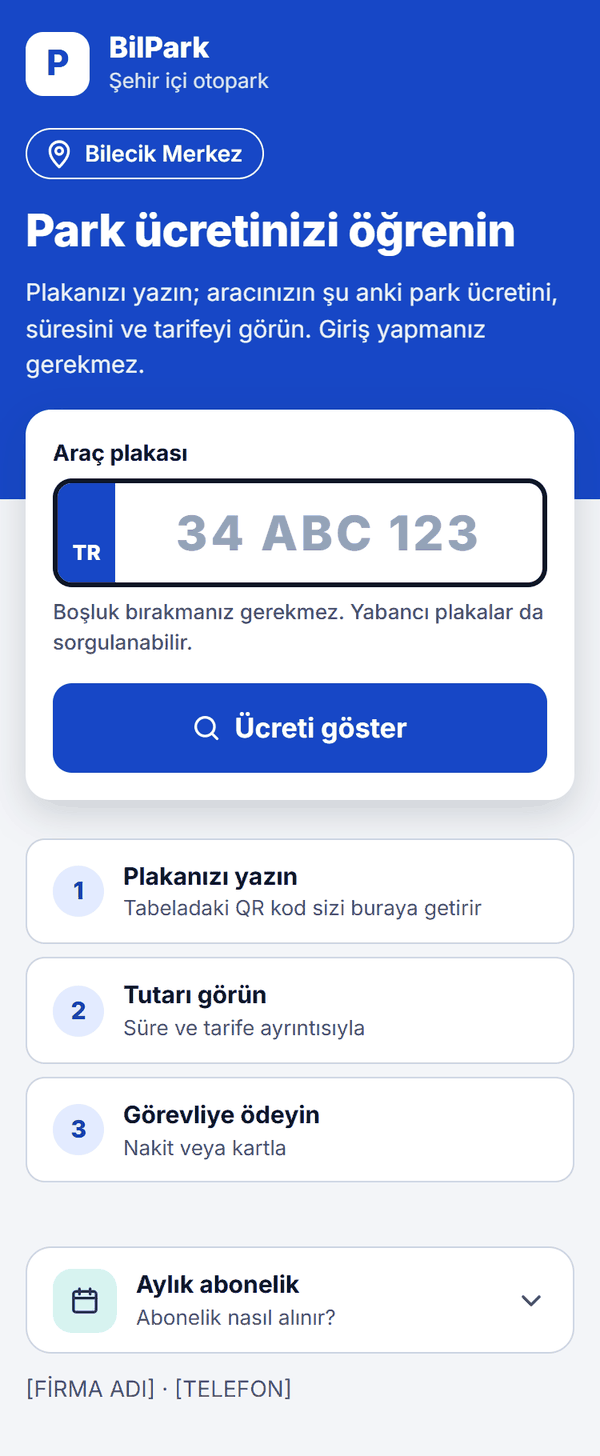 P
BilPark
Şehir içi otopark
Bilecik Merkez
Park ücretinizi öğrenin
Plakanızı yazın; aracınızın şu anki park ücretini,
süresini ve tarifeyi görün. Giriş yapmanız
gerekmez.
Araç plakası
TR
34 ABC 123
Boşluk bırakmanız gerekmez. Yabancı plakalar da
sorgulanabilir.
Ücreti göster
1
Plakanızı yazın
Tabeladaki QR kod sizi buraya getirir
2
Tutarı görün
Süre ve tarife ayrıntısıyla
3
Görevliye ödeyin
Nakit veya kartla
Aylık abonelik
Abonelik nasıl alınır?
[FİRMA ADI] · [TELEFON]